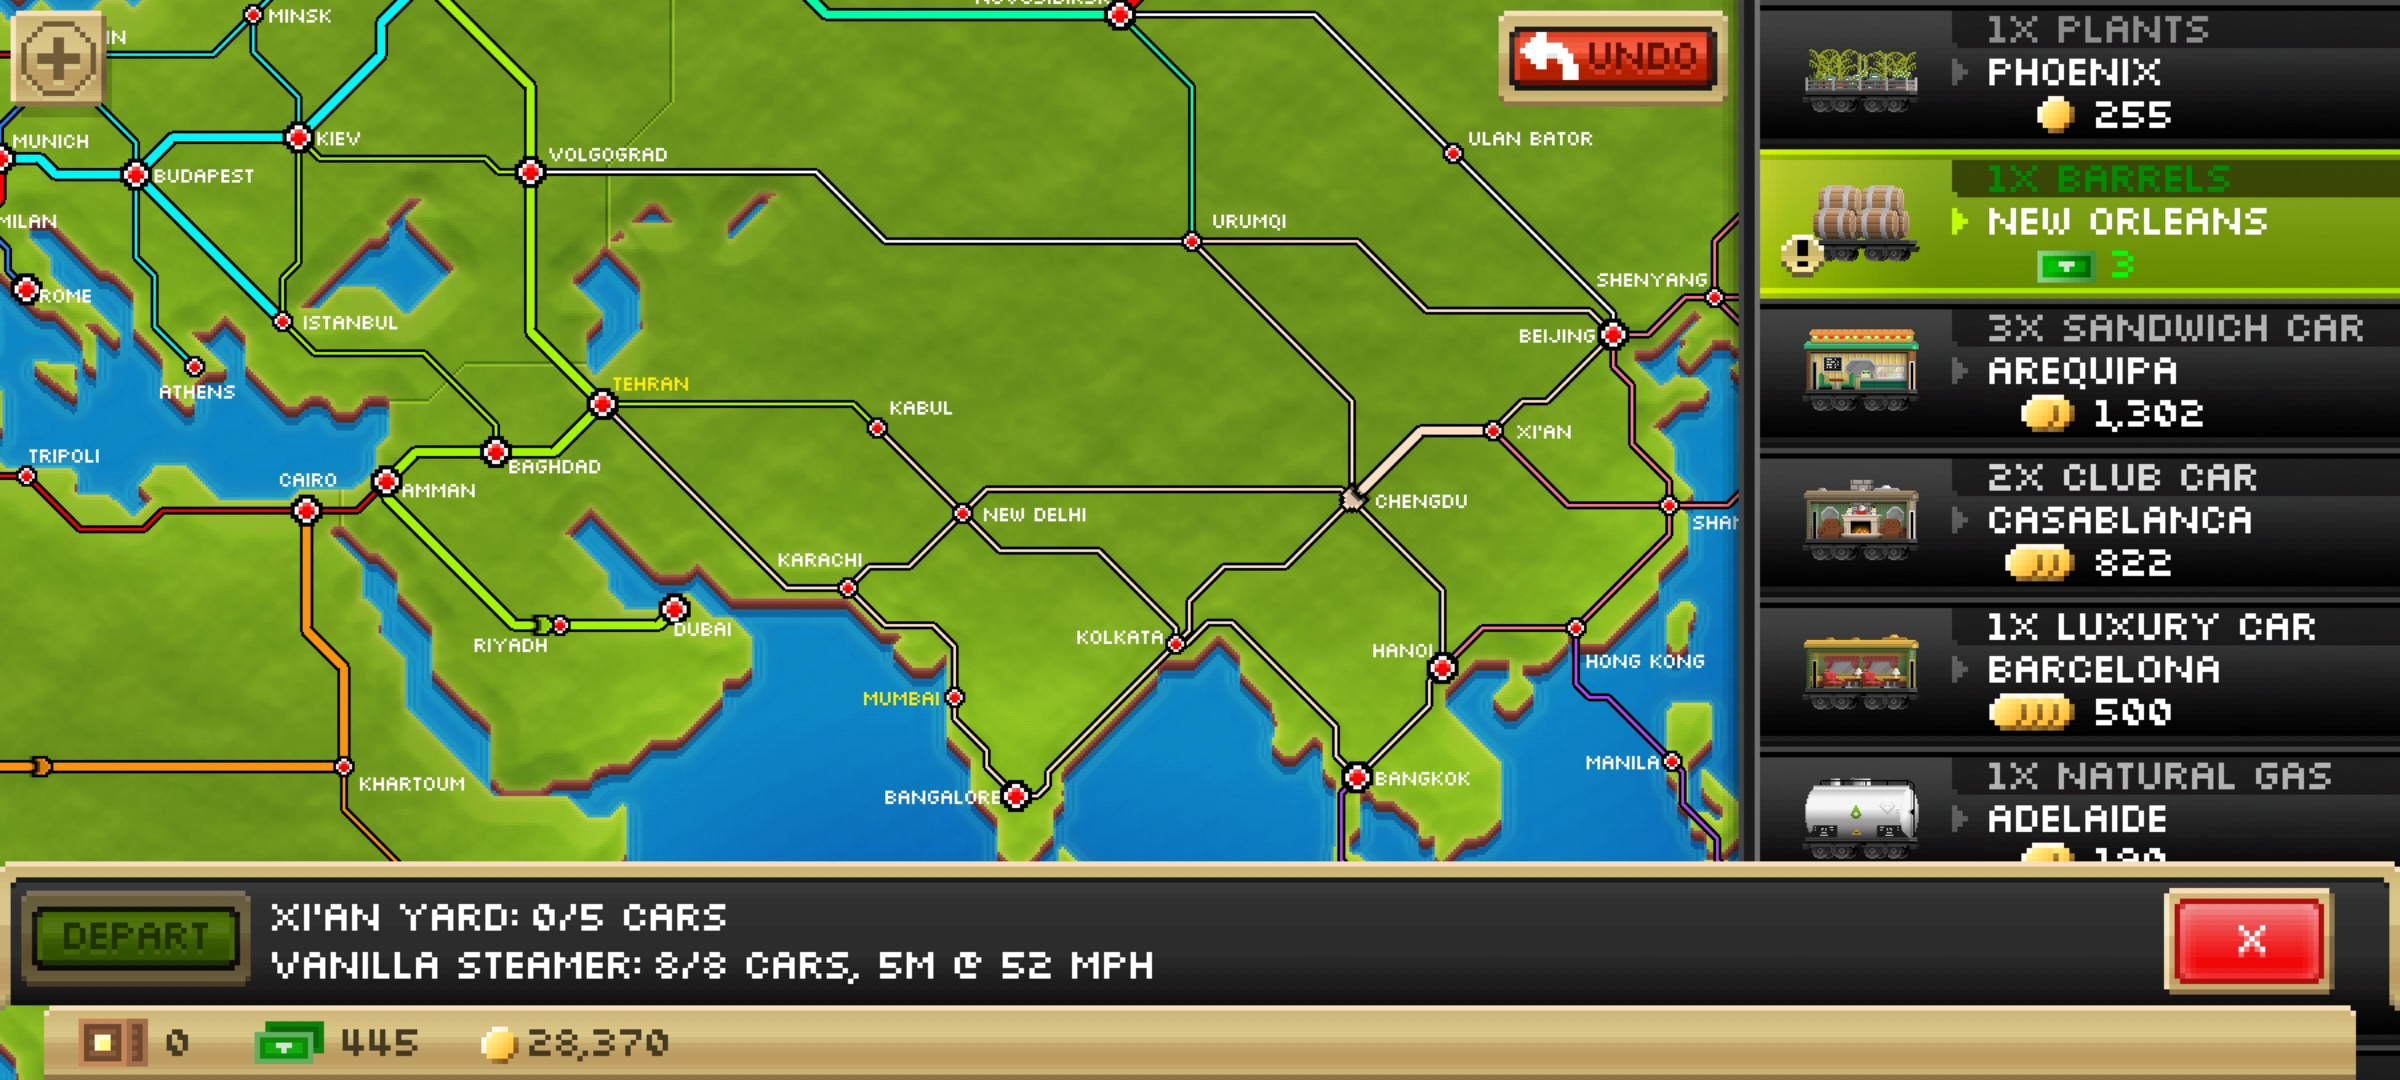 MINSK
IN
MUNICH
KIEV
BUDAPEST
MILAN
ROME
ISTANBUL
ATHENS
VOLGOGRAD
URUMQI
ULAN BATOR
UNDO
SHENYANG
BEIJING
TEHRAN
KABUL
XI'AN
TRIPOLI
CAIRO
AMMAN
BAGHDAD
NEW DELHI
CHENGDU
SHAN
KARACHI
RIYADH
DUBAI
KOLKATA
HANOI
HONG KONG
MUMBAI
KHARTOUM
BANGALORE
BANGKOK
MANILA
1X PLANTS
PHOENIX
255
1X BARRELS
NEW ORLEANS
3
3X SANDWICH CAR
AREQUIPA
1,302
2X CLUB CAR
CASABLANCA
822
1X LUXURY CAR
BARCELONA
500
1X NATURAL GAS
ADELAIDE
DEPART
XI'AN YARD: 0/5 CARS
VANILLA STEAMER: 8/8 CARS, 5M @ 52 MPH
X
0
445
28,370